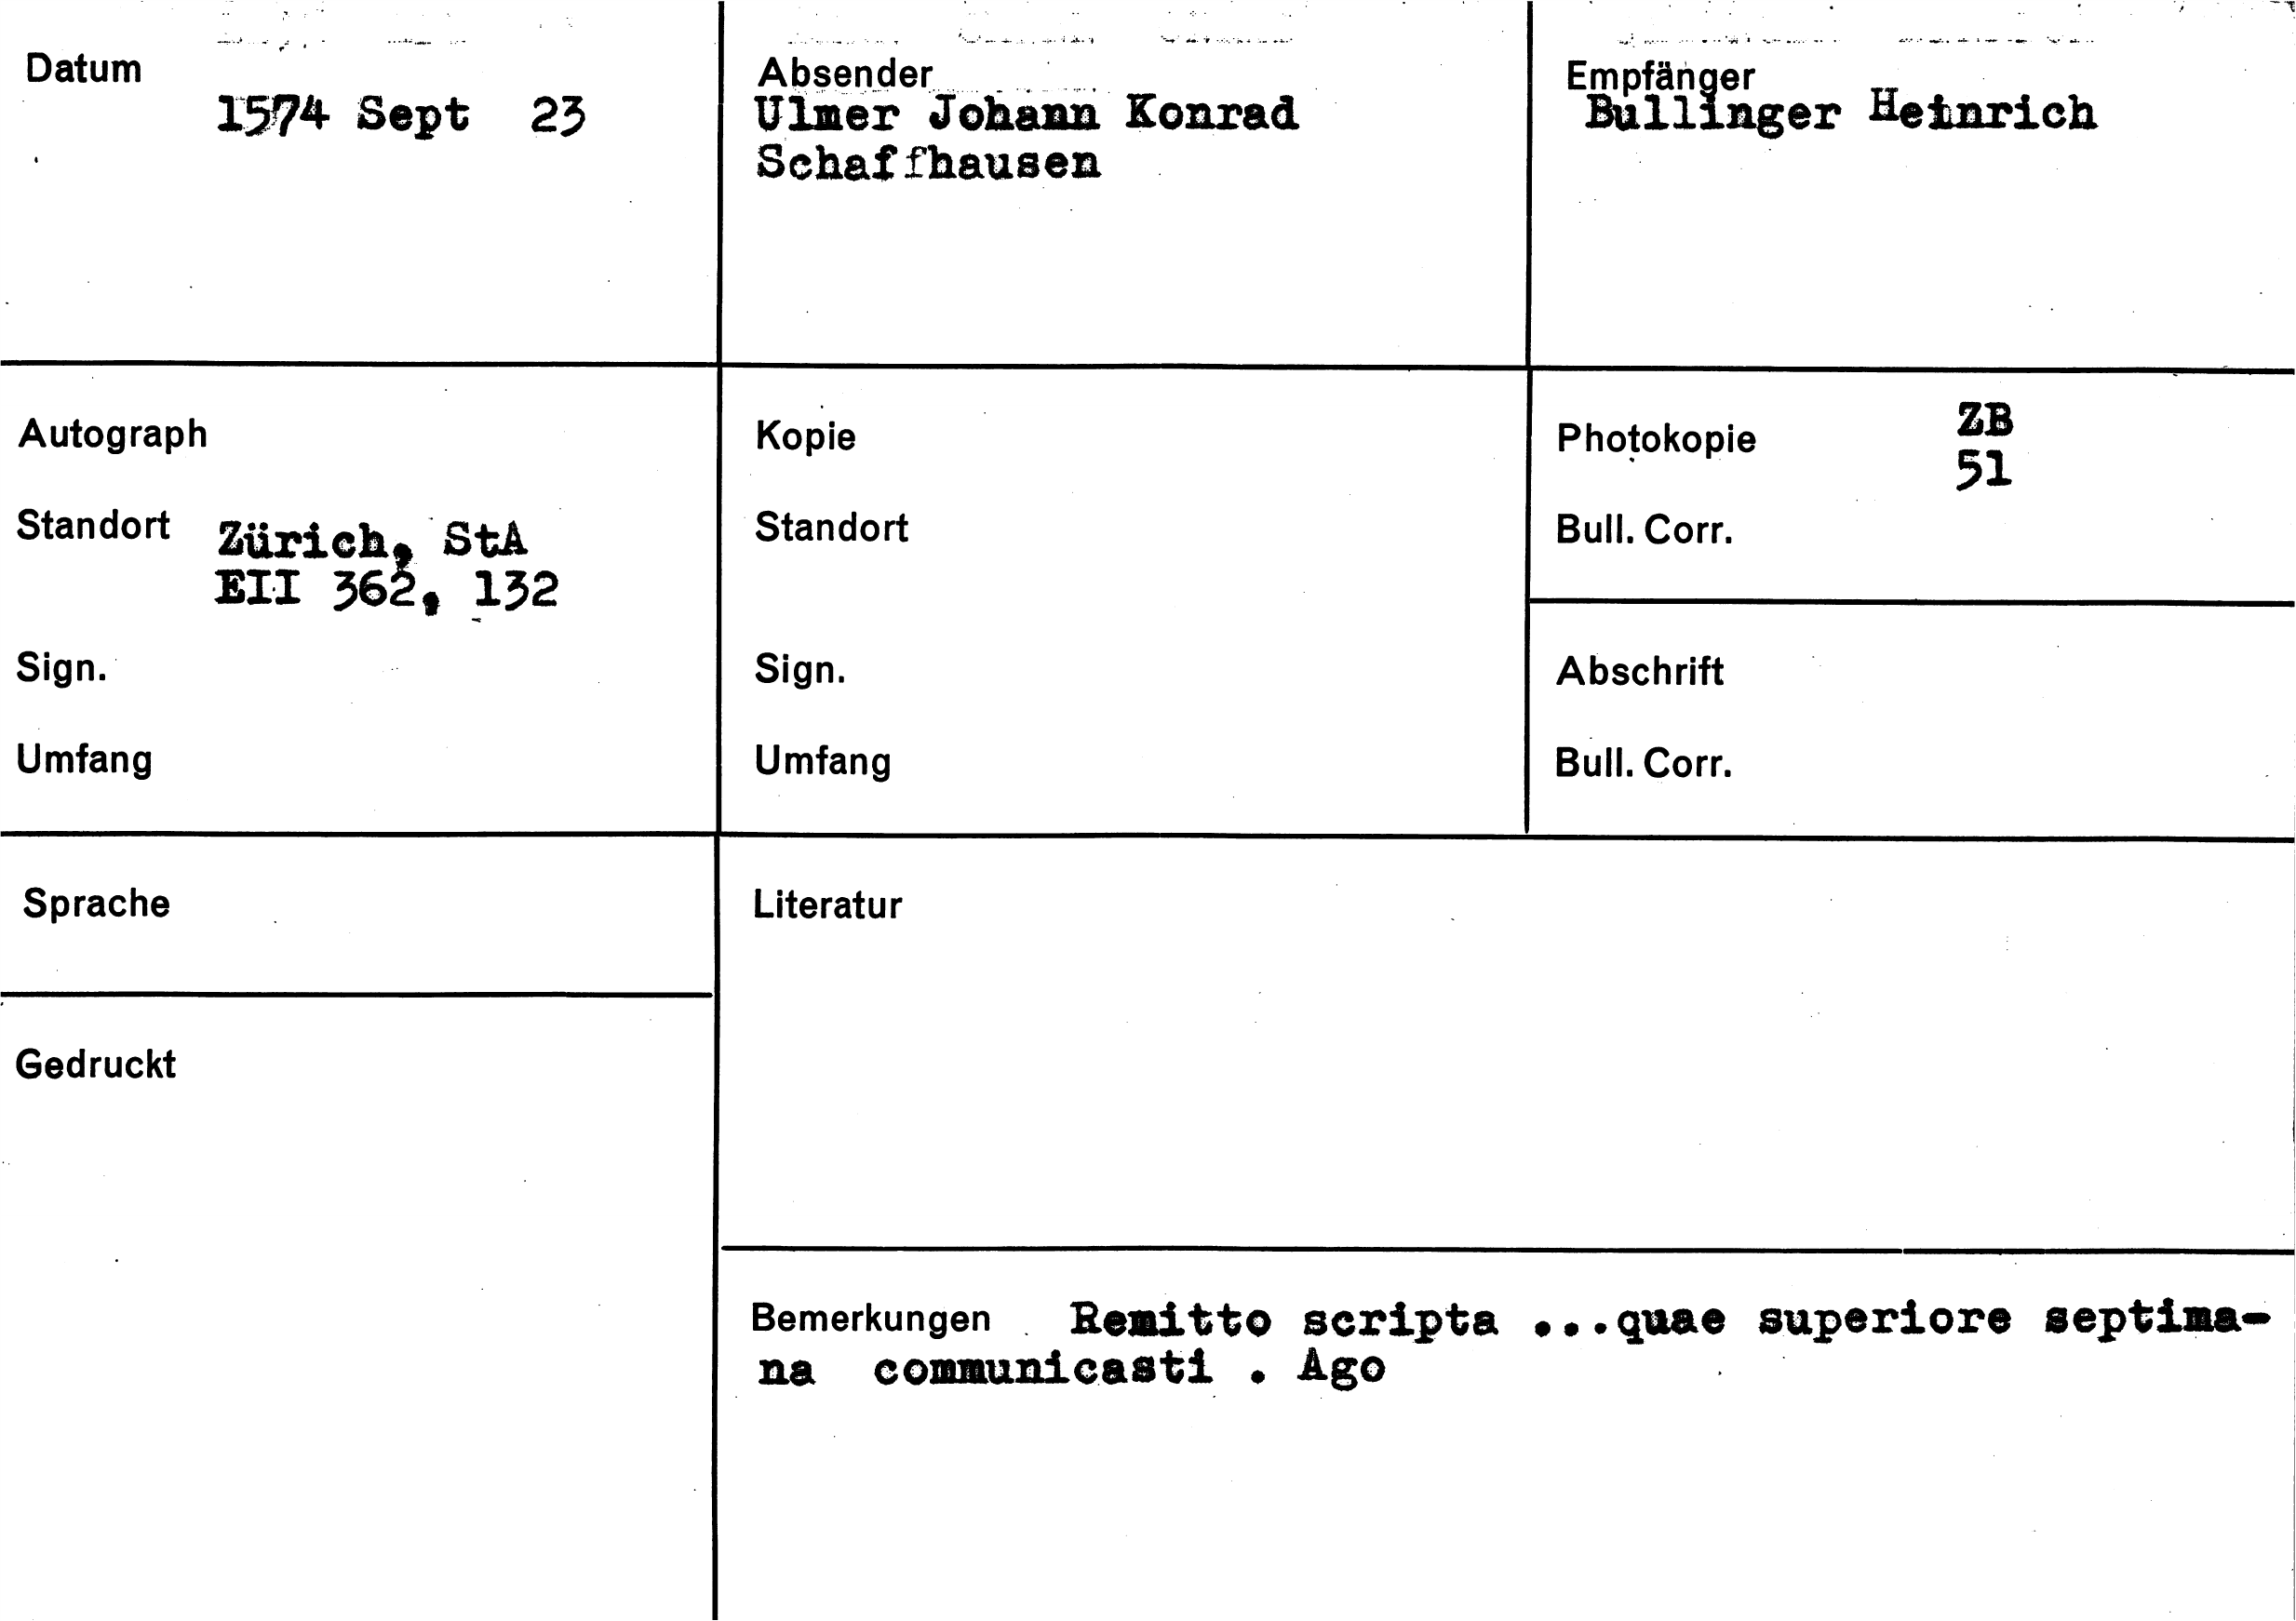 Datum
1574 Sept 23
Absender
Ulmer Johann Konrad
Schaffhausen
Empfänger
Bullinger Heinrich
Autograph
Standort Zürich, StA
EII 362, 132
Sign.
Umfang
Kopie
Standort
Sign.
Umfang
Photokopie ZB
51
Bull. Corr.
Abschrift
Bull. Corr.
Sprache
Gedruckt
Literatur
Bemerkungen Remitto scripta ...quae superiore septima-
na communicasti . Ago